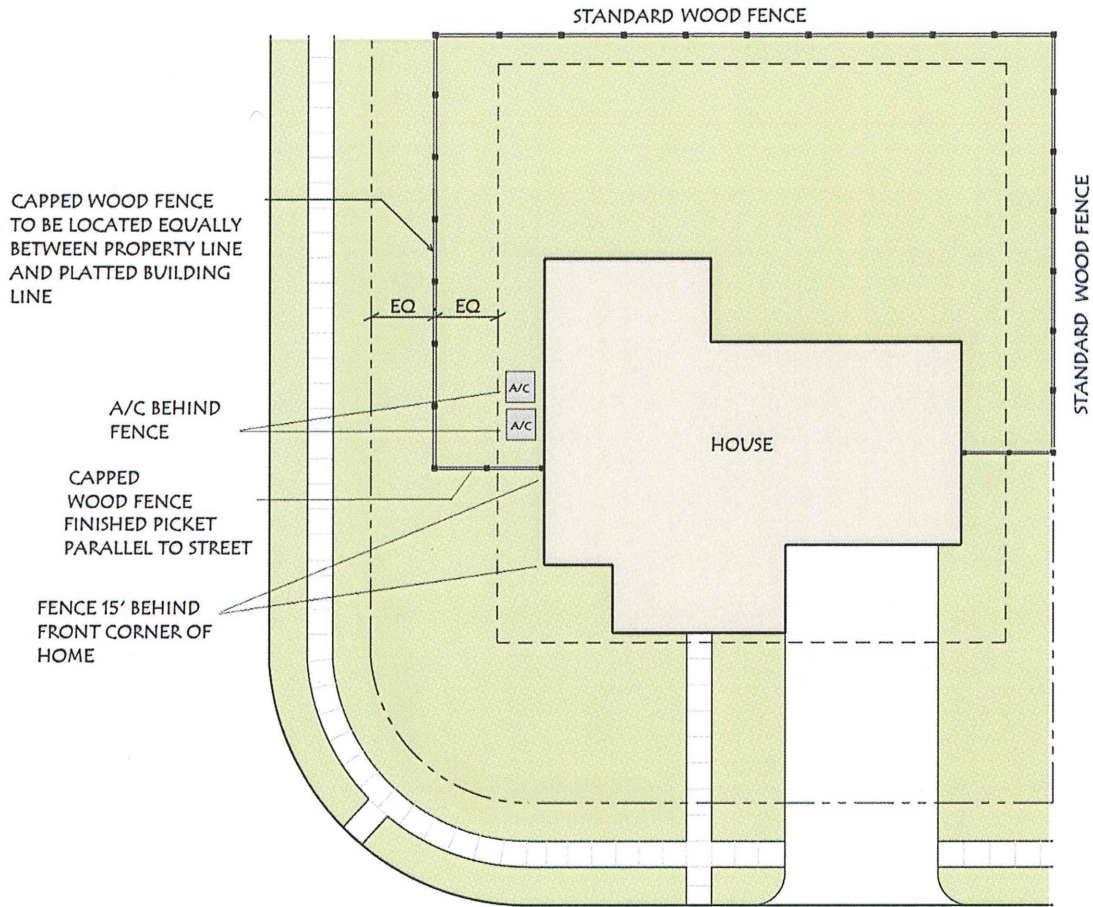 STANDARD WOOD FENCE
CAPPED WOOD FENCE
TO BE LOCATED EQUALLY
BETWEEN PROPERTY LINE
AND PLATTED BUILDING
LINE
STANDARD WOOD FENCE
EQ
EQ
A/C
A/C
A/C BEHIND
FENCE
HOUSE
CAPPED
WOOD FENCE
FINISHED PICKET
PARALLEL TO STREET
FENCE 15' BEHIND
FRONT CORNER OF
HOME